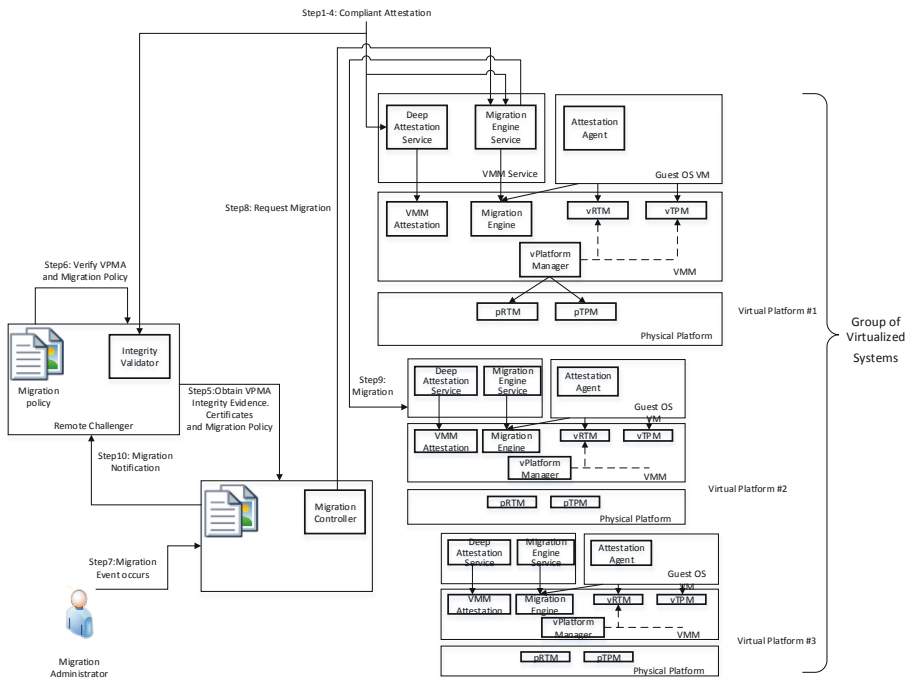 Step1-4: Compliant Attestation
Deep
Attestation
Service
Migration
Engine
Service
VMM Service
Attestation
Agent
Guest OS VM
Step8: Request Migration
VMM
Attestation
Migration
Engine
vRTM
vTPM
vPlatform
Manager
VMM
pRTM
pTPM
Physical Platform
Virtual Platform #1
Group of
Virtualized
Systems
Step6: Verify VPMA
and Migration Policy
Migration
policy
Integrity
Validator
Remote Challenger
Step5:Obtain VPMA
Integrity Evidence.
Certificates
and Migration Policy
Step9:
Migration
Deep
Attestation
Service
Migration
Engine Service
Attestation
Agent
Guest OS
VM
VMM
Attestation
Migration
Engine
vRTM
vTPM
vPlatform
Manager
VMM
pRTM
pTPM
Physical Platform
Virtual Platform #2
Step10: Migration
Notification
Migration
Controller
Step7:Migration
Event occurs
Migration
Administrator
Deep
Attestation
Service
Migration
Engine Service
Attestation
Agent
Guest OS
VM
VMM
Attestation
Migration
Engine
vRTM
vTPM
vPlatform
Manager
VMM
pRTM
pTPM
Physical Platform
Virtual Platform #3